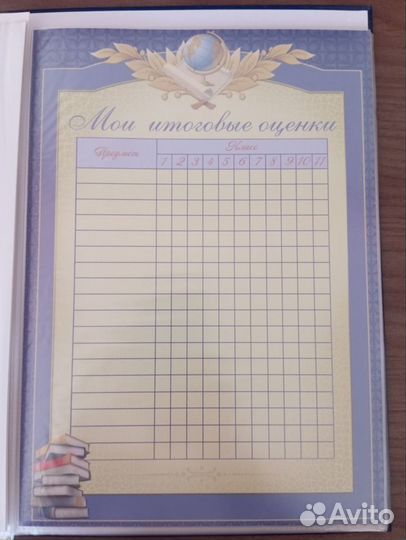 Мои итоговые оценки
Предмет
Класс
1 2 3 4 5 6 7 8 9 10 11
Avito